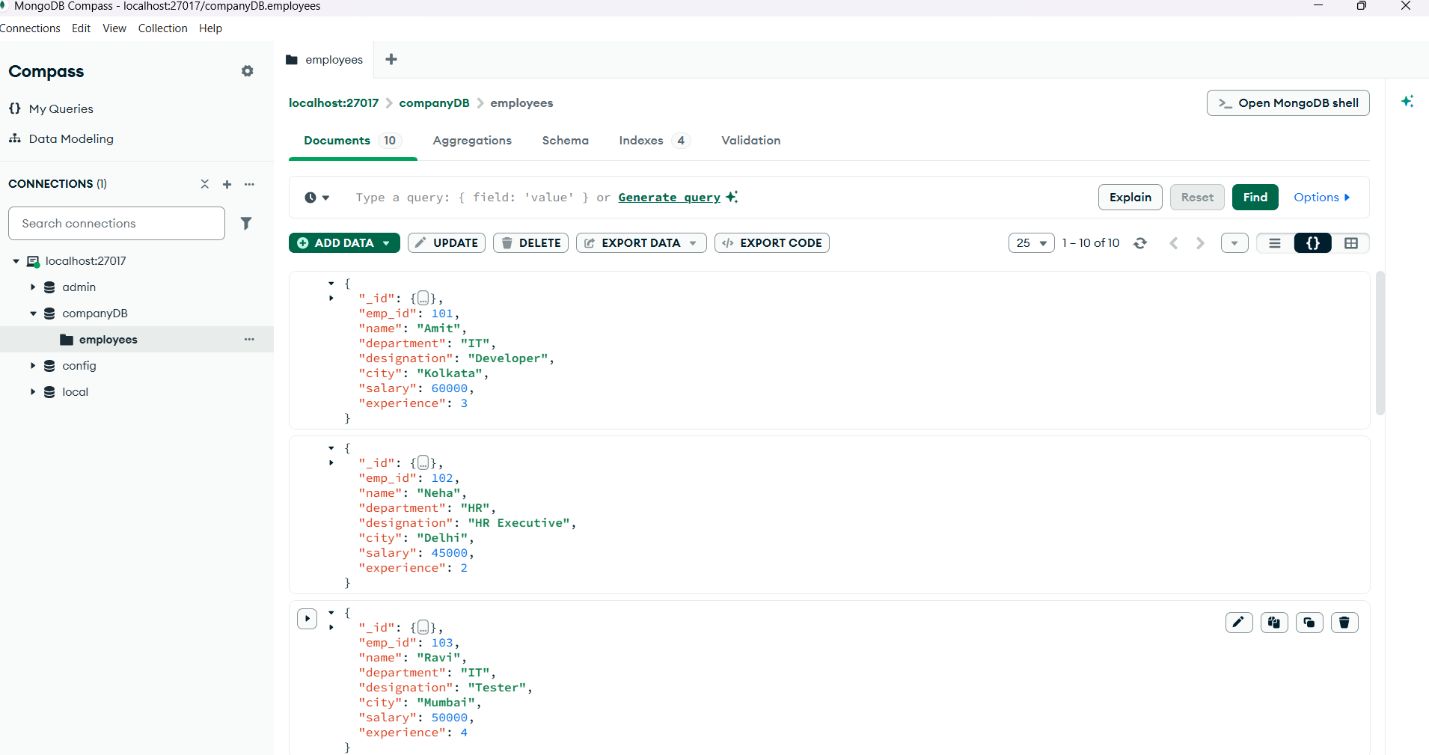 MongoDB Compass - localhost:27017/companyDB.employees
Connections Edit View Collection Help
Compass
employees
{} My Queries
localhost:27017 > companyDB > employees
>_ Open MongoDB shell
Data Modeling
Documents 10 Aggregations Schema Indexes 4 Validation
CONNECTIONS (1)
Type a query: { field: 'value' } or Generate query
Explain Reset Find Options
Search connections
ADD DATA UPDATE DELETE EXPORT DATA </> EXPORT CODE
25 1 – 10 of 10 {}
localhost:27017
admin
companyDB
employees
config
local
{
"_id": {…},
"emp_id": 101,
"name": "Amit",
"department": "IT",
"designation": "Developer",
"city": "Kolkata",
"salary": 60000,
"experience": 3
}
{
"_id": {…},
"emp_id": 102,
"name": "Neha",
"department": "HR",
"designation": "HR Executive",
"city": "Delhi",
"salary": 45000,
"experience": 2
}
{
"_id": {…},
"emp_id": 103,
"name": "Ravi",
"department": "IT",
"designation": "Tester",
"city": "Mumbai",
"salary": 50000,
"experience": 4
}